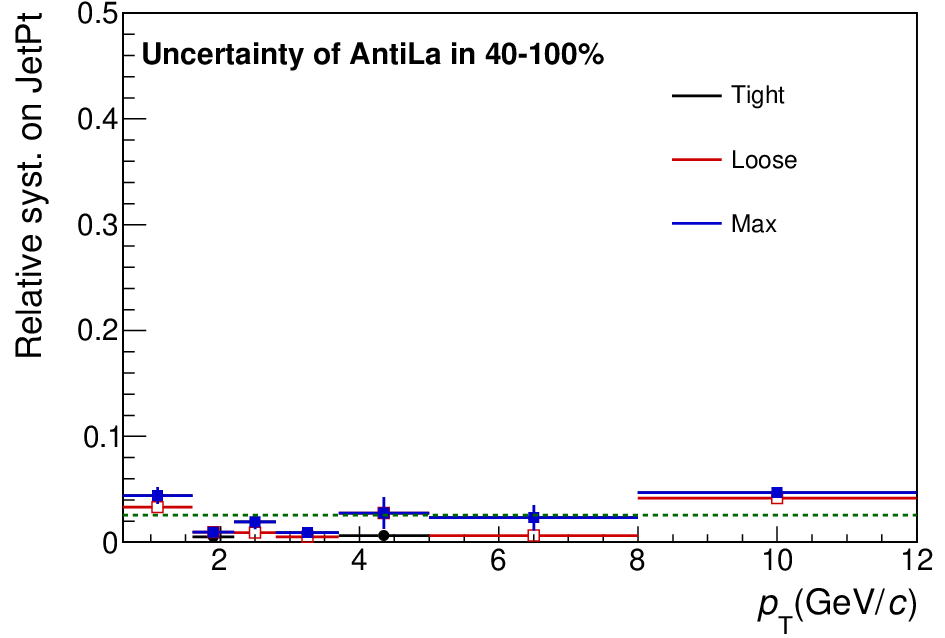 Relative syst. on JetPt
0.5
0.4
0.3
0.2
0.1
0
Uncertainty of AntiLa in 40-100%
Tight
Loose
Max
2 4 6 8 10 12
pT(GeV/c)